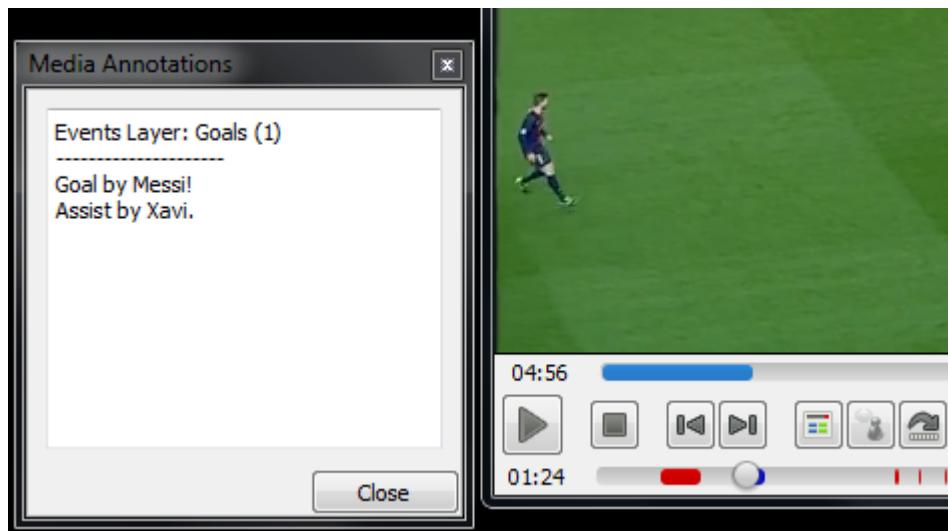 Media Annotations
Events Layer: Goals (1)
---------------------
Goal by Messi!
Assist by Xavi.
Close
04:56
01:24